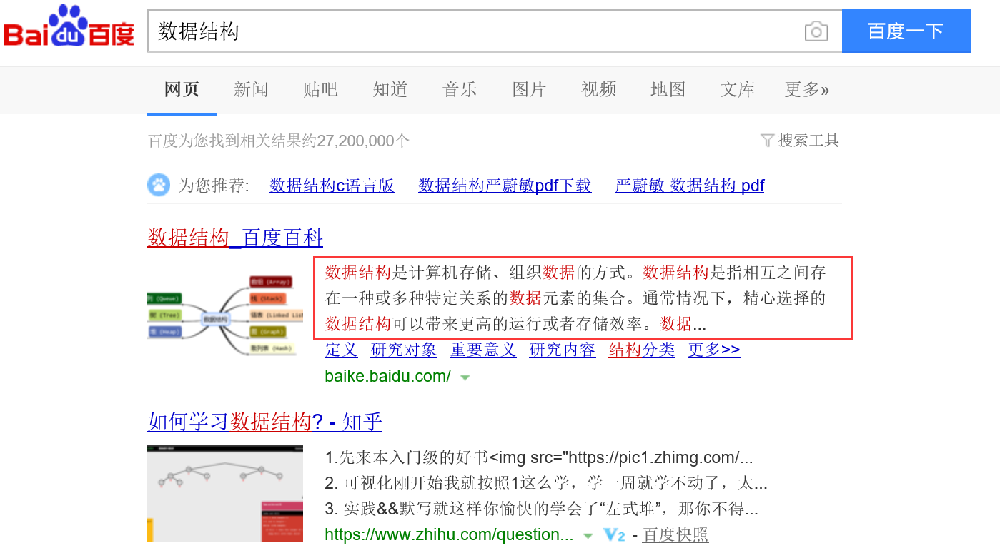 Baidu百度
数据结构
百度一下
网页 新闻 贴吧 知道 音乐 图片 视频 地图 文库 更多»
百度为您找到相关结果约27,200,000个 搜索工具
为您推荐: 数据结构c语言版 数据结构严蔚敏pdf下载 严蔚敏 数据结构 pdf
数据结构_百度百科
数据结构是计算机存储、组织数据的方式。数据结构是指相互之间存
在一种或多种特定关系的数据元素的集合。通常情况下，精心选择的
数据结构可以带来更高的运行或者存储效率。数据...
数组 (Array)
列 (Queue)
栈 (Stack)
树 (Tree)
数据结构
链表 (Linked List
堆 (Heap)
图 (Graph)
散列表 (Hash)
定义 研究对象 重要意义 研究内容 结构分类 更多>>
baike.baidu.com/
如何学习数据结构? - 知乎
1.先来本入门级的好书<img src="https://pic1.zhimg.com/...
2. 可视化刚开始我就按照1这么学，学一周就学不动了，太...
3. 实践&&默写就这样你愉快的学会了“左式堆”，那你不得...
https://www.zhihu.com/question... V2 - 百度快照